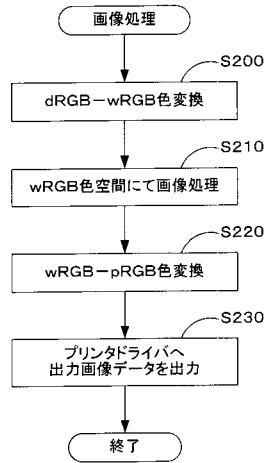 画像処理
S200
dRGB－wRGB色変換
S210
wRGB色空間にて画像処理
S220
wRGB－pRGB色変換
S230
プリンタドライバへ
出力画像データを出力
終了